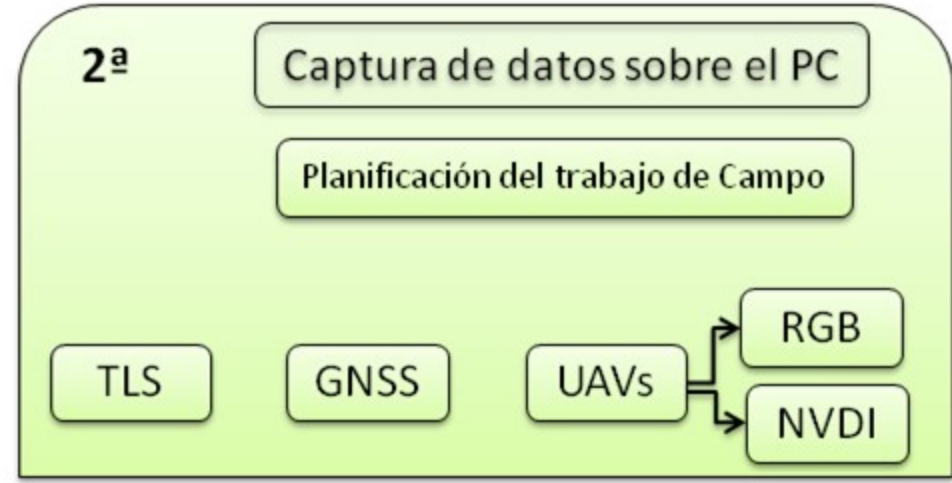 2ª
Captura de datos sobre el PC
Planificación del trabajo de Campo
TLS
GNSS
UAVs
RGB
NVDI